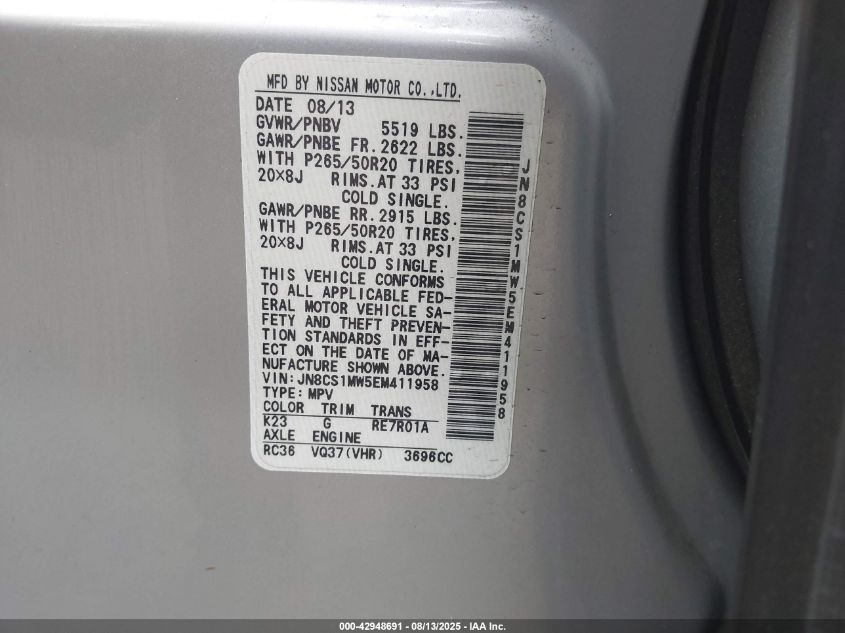 MFD BY NISSAN MOTOR CO.,LTD.
DATE 08/13
GVWR/PNBV 5519 LBS.
GAWR/PNBE FR. 2622 LBS.
WITH P265/50R20 TIRES,
20×8J RIMS.AT 33 PSI
COLD SINGLE.
GAWR/PNBE RR. 2915 LBS.
WITH P265/50R20 TIRES,
20×8J RIMS.AT 33 PSI
COLD SINGLE.
THIS VEHICLE CONFORMS
TO ALL APPLICABLE FED-
ERAL MOTOR VEHICLE SA-
FETY AND THEFT PREVEN-
TION STANDARDS IN EFF-
ECT ON THE DATE OF MA-
NUFACTURE SHOWN ABOVE.
VIN:JN8CS1MW5EM411958
TYPE:MPV
COLOR TRIM TRANS
K23 G RE7R01A
AXLE ENGINE
RC36 VQ37(VHR) 3696CC
JN8CS1MW5EM411958
000-42948691 - 08/13/2025 - IAA Inc.